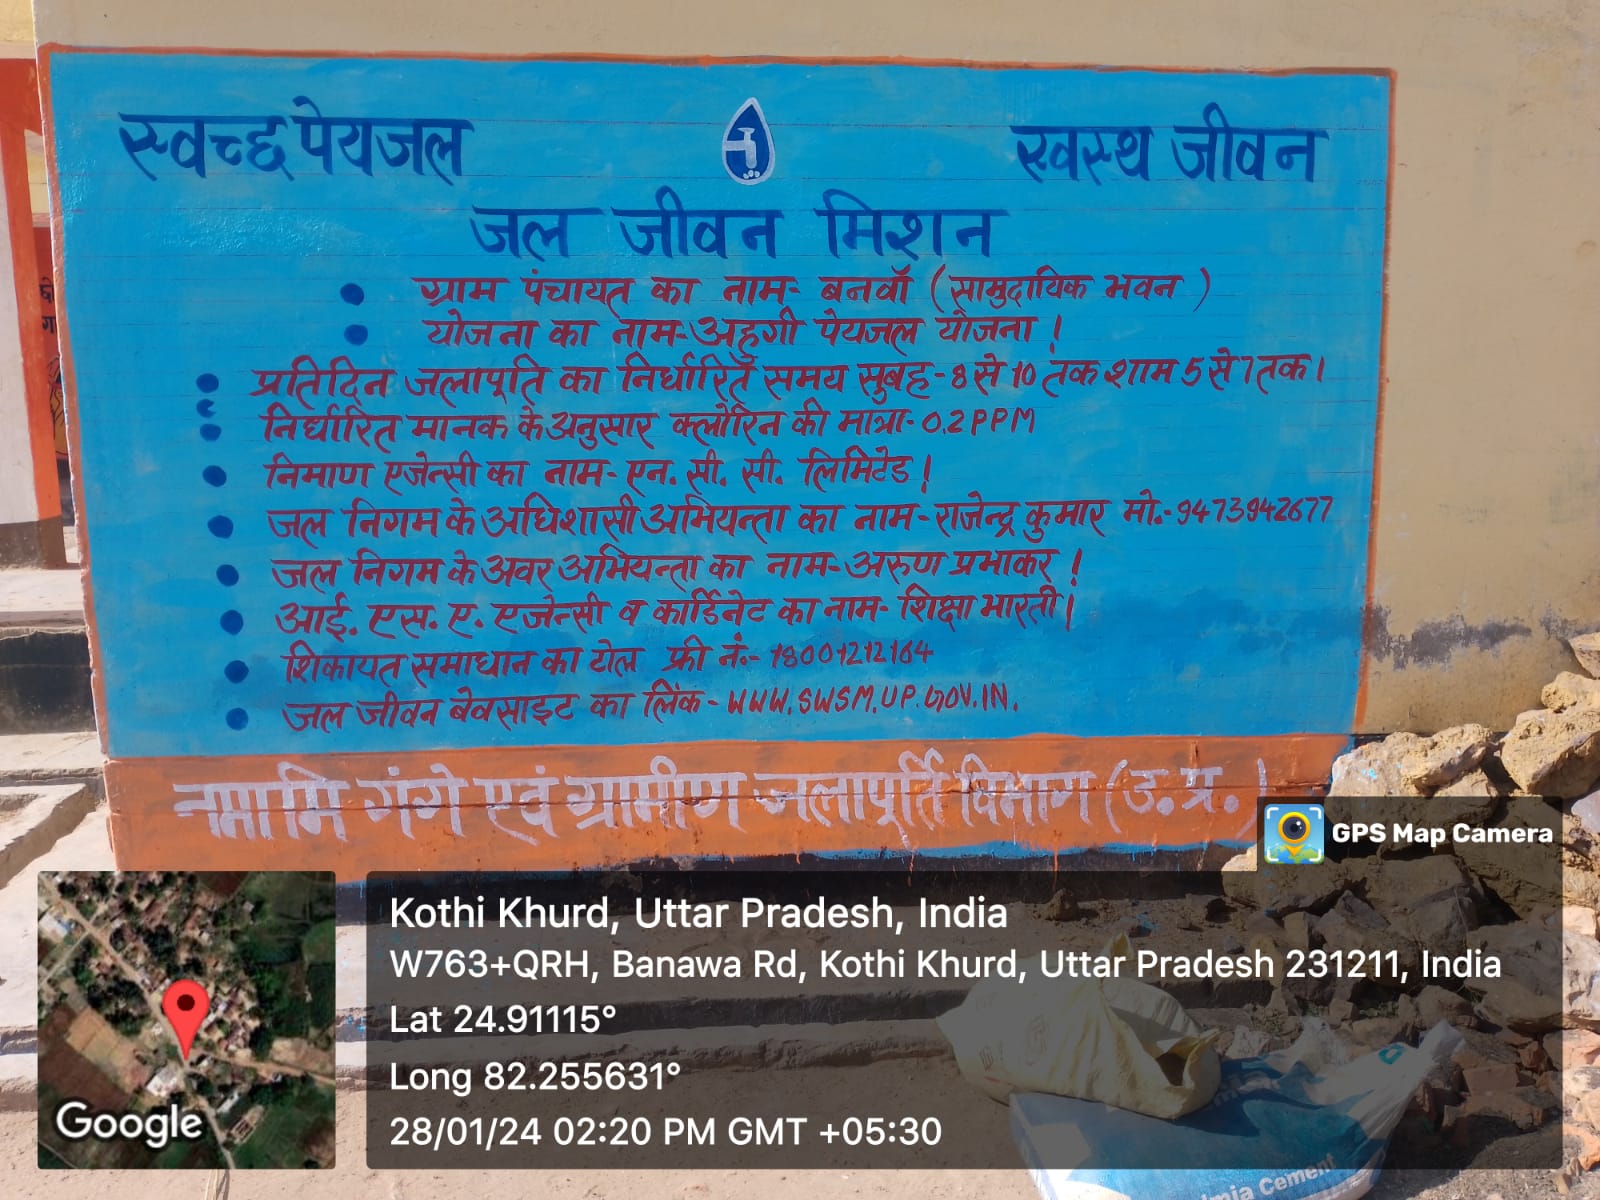 स्वच्छ पेयजल स्वस्थ जीवन
जल जीवन मिशन
ग्राम पंचायत का नाम- बनवॉ (सामुदायिक भवन)
योजना का नाम-अहुगी पेयजल योजना।
प्रतिदिन जलापूर्ति का निर्धारित समय सुबह-8 से 10 तक शाम 5 से 7 तक।
निर्धारित मानक के अनुसार क्लोरिन की मात्रा- 0.2 PPM
निमाण एजेन्सी का नाम- एन. सी. सी. लिमिटेड।
जल निगम के अधिशासी अभियन्ता का नाम-राजेन्द्र कुमार मो.-9473942677
जल निगम के अवर अभियन्ता का नाम-अरुण प्रभाकर।
आई. एस. ए. एजेन्सी व कार्डिनेट का नाम- शिक्षा भारती।
शिकायत समाधान का टोल फ्री नं.- 18001212164
जल जीवन बेवसाइट का लिंक- WWW.SWSM.UP.GOV.IN.
नमामि गंगे एवं ग्रामीण जलापूर्ति विभाग (उ.प्र.)
GPS Map Camera
Kothi Khurd, Uttar Pradesh, India
W763+QRH, Banawa Rd, Kothi Khurd, Uttar Pradesh 231211, India
Lat 24.91115°
Long 82.255631°
28/01/24 02:20 PM GMT +05:30
Google
Cement